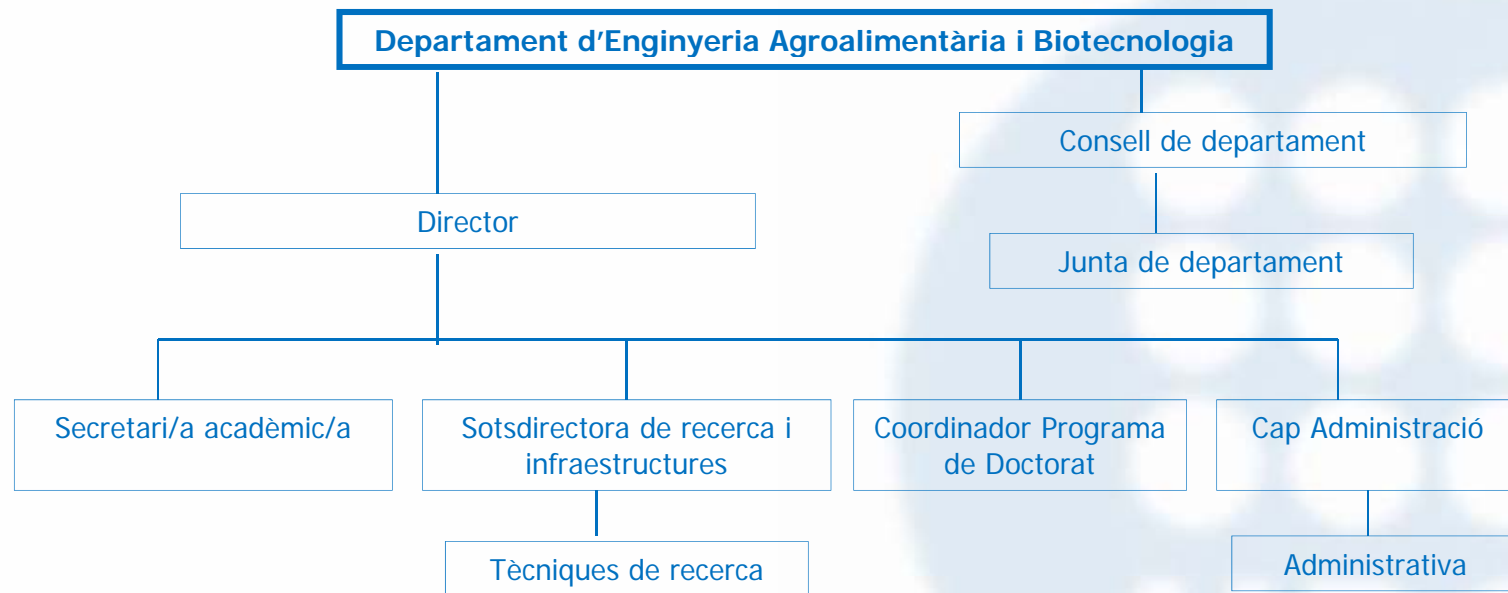 Departament d'Enginyeria Agroalimentària i Biotecnologia
Consell de departament
Director
Junta de departament
Secretari/a acadèmic/a
Sotsdirectora de recerca i
infraestructures
Coordinador Programa
de Doctorat
Cap Administració
Tècniques de recerca
Administrativa